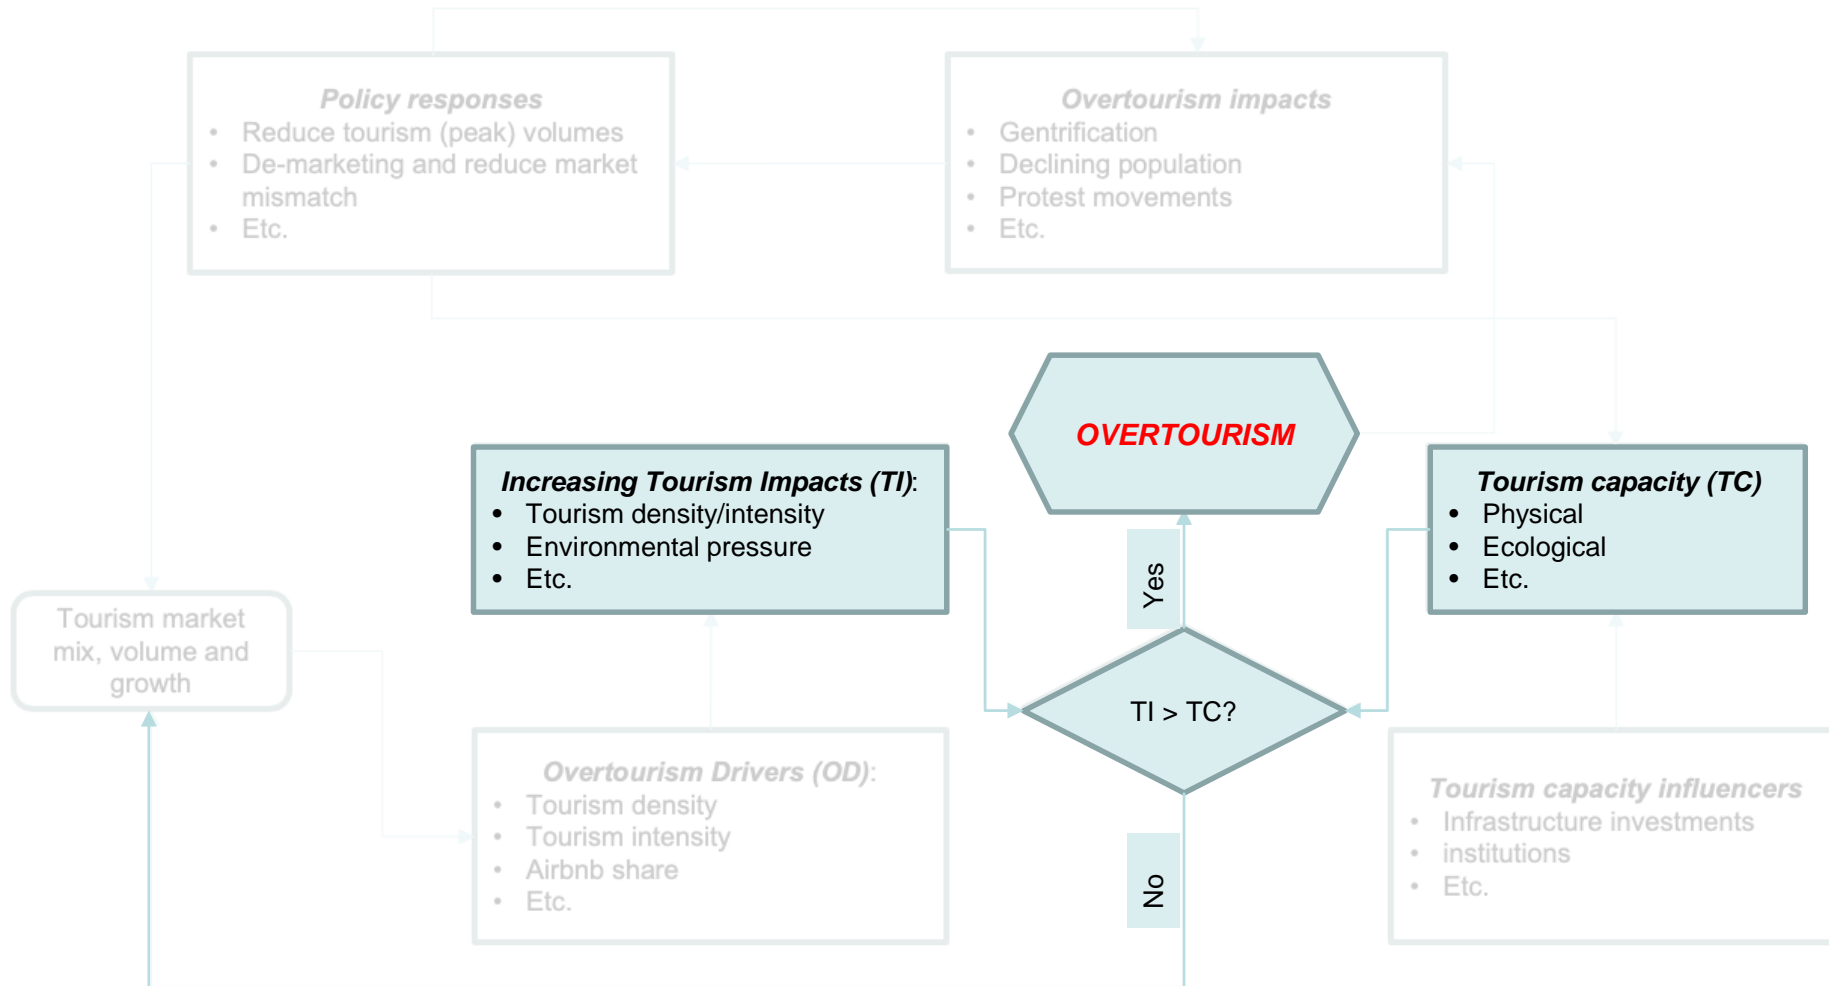 Policy responses
• Reduce tourism (peak) volumes
• De-marketing and reduce market
mismatch
• Etc.
Overtourism impacts
• Gentrification
• Declining population
• Protest movements
• Etc.
OVERTOURISM
Increasing Tourism Impacts (TI):
• Tourism density/intensity
• Environmental pressure
• Etc.
Tourism capacity (TC)
• Physical
• Ecological
• Etc.
Yes
Tourism market
mix, volume and
growth
TI > TC?
Overtourism Drivers (OD):
• Tourism density
• Tourism intensity
• Airbnb share
• Etc.
No
Tourism capacity influencers
• Infrastructure investments
• institutions
• Etc.